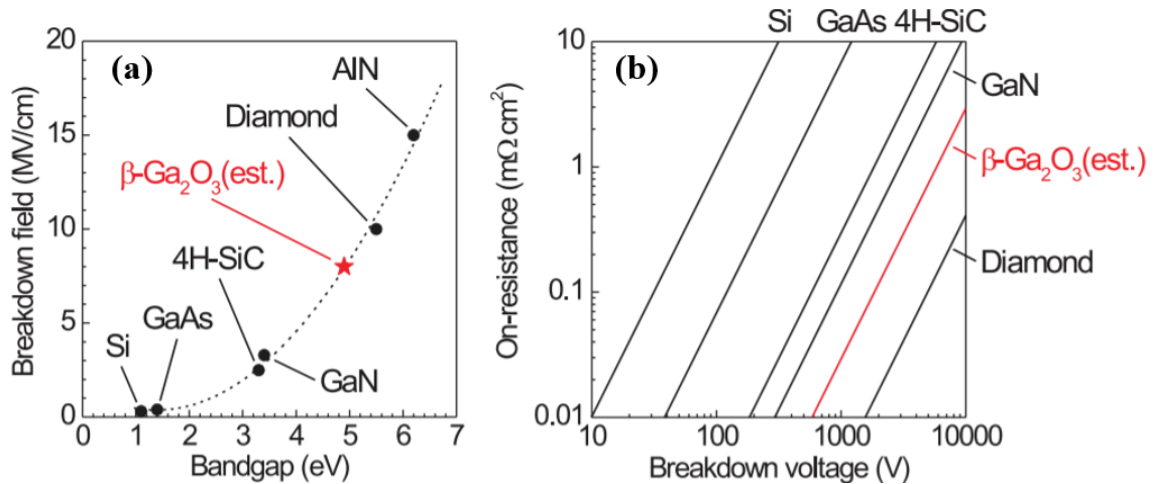 (a)
Breakdown field (MV/cm)
20
15
10
5
0
AlN
Diamond
β-Ga₂O₃(est.)
4H-SiC
GaAs
Si
GaN
0 1 2 3 4 5 6 7
Bandgap (eV)
(b)
Si GaAs 4H-SiC
On-resistance (mΩ cm²)
10
1
0.1
0.01
GaN
β-Ga₂O₃(est.)
Diamond
10 100 1000 10000
Breakdown voltage (V)